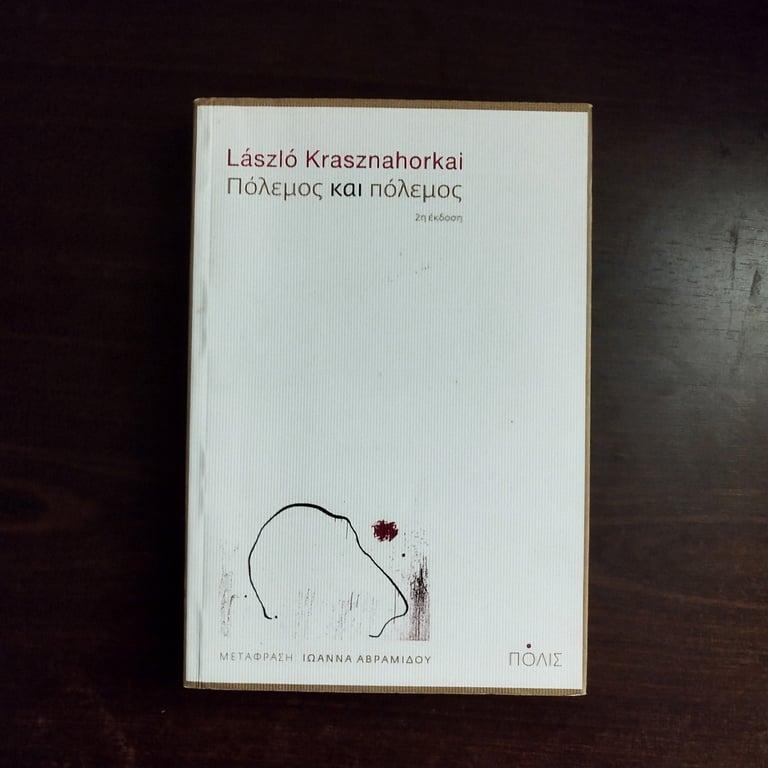 László Krasznahorkai
Πόλεμος και πόλεμος
2η έκδοση
ΜΕΤΑΦΡΑΣΗ ΙΩΑΝΝΑ ΑΒΡΑΜΙΔΟΥ
ΠΟΛΙΣ